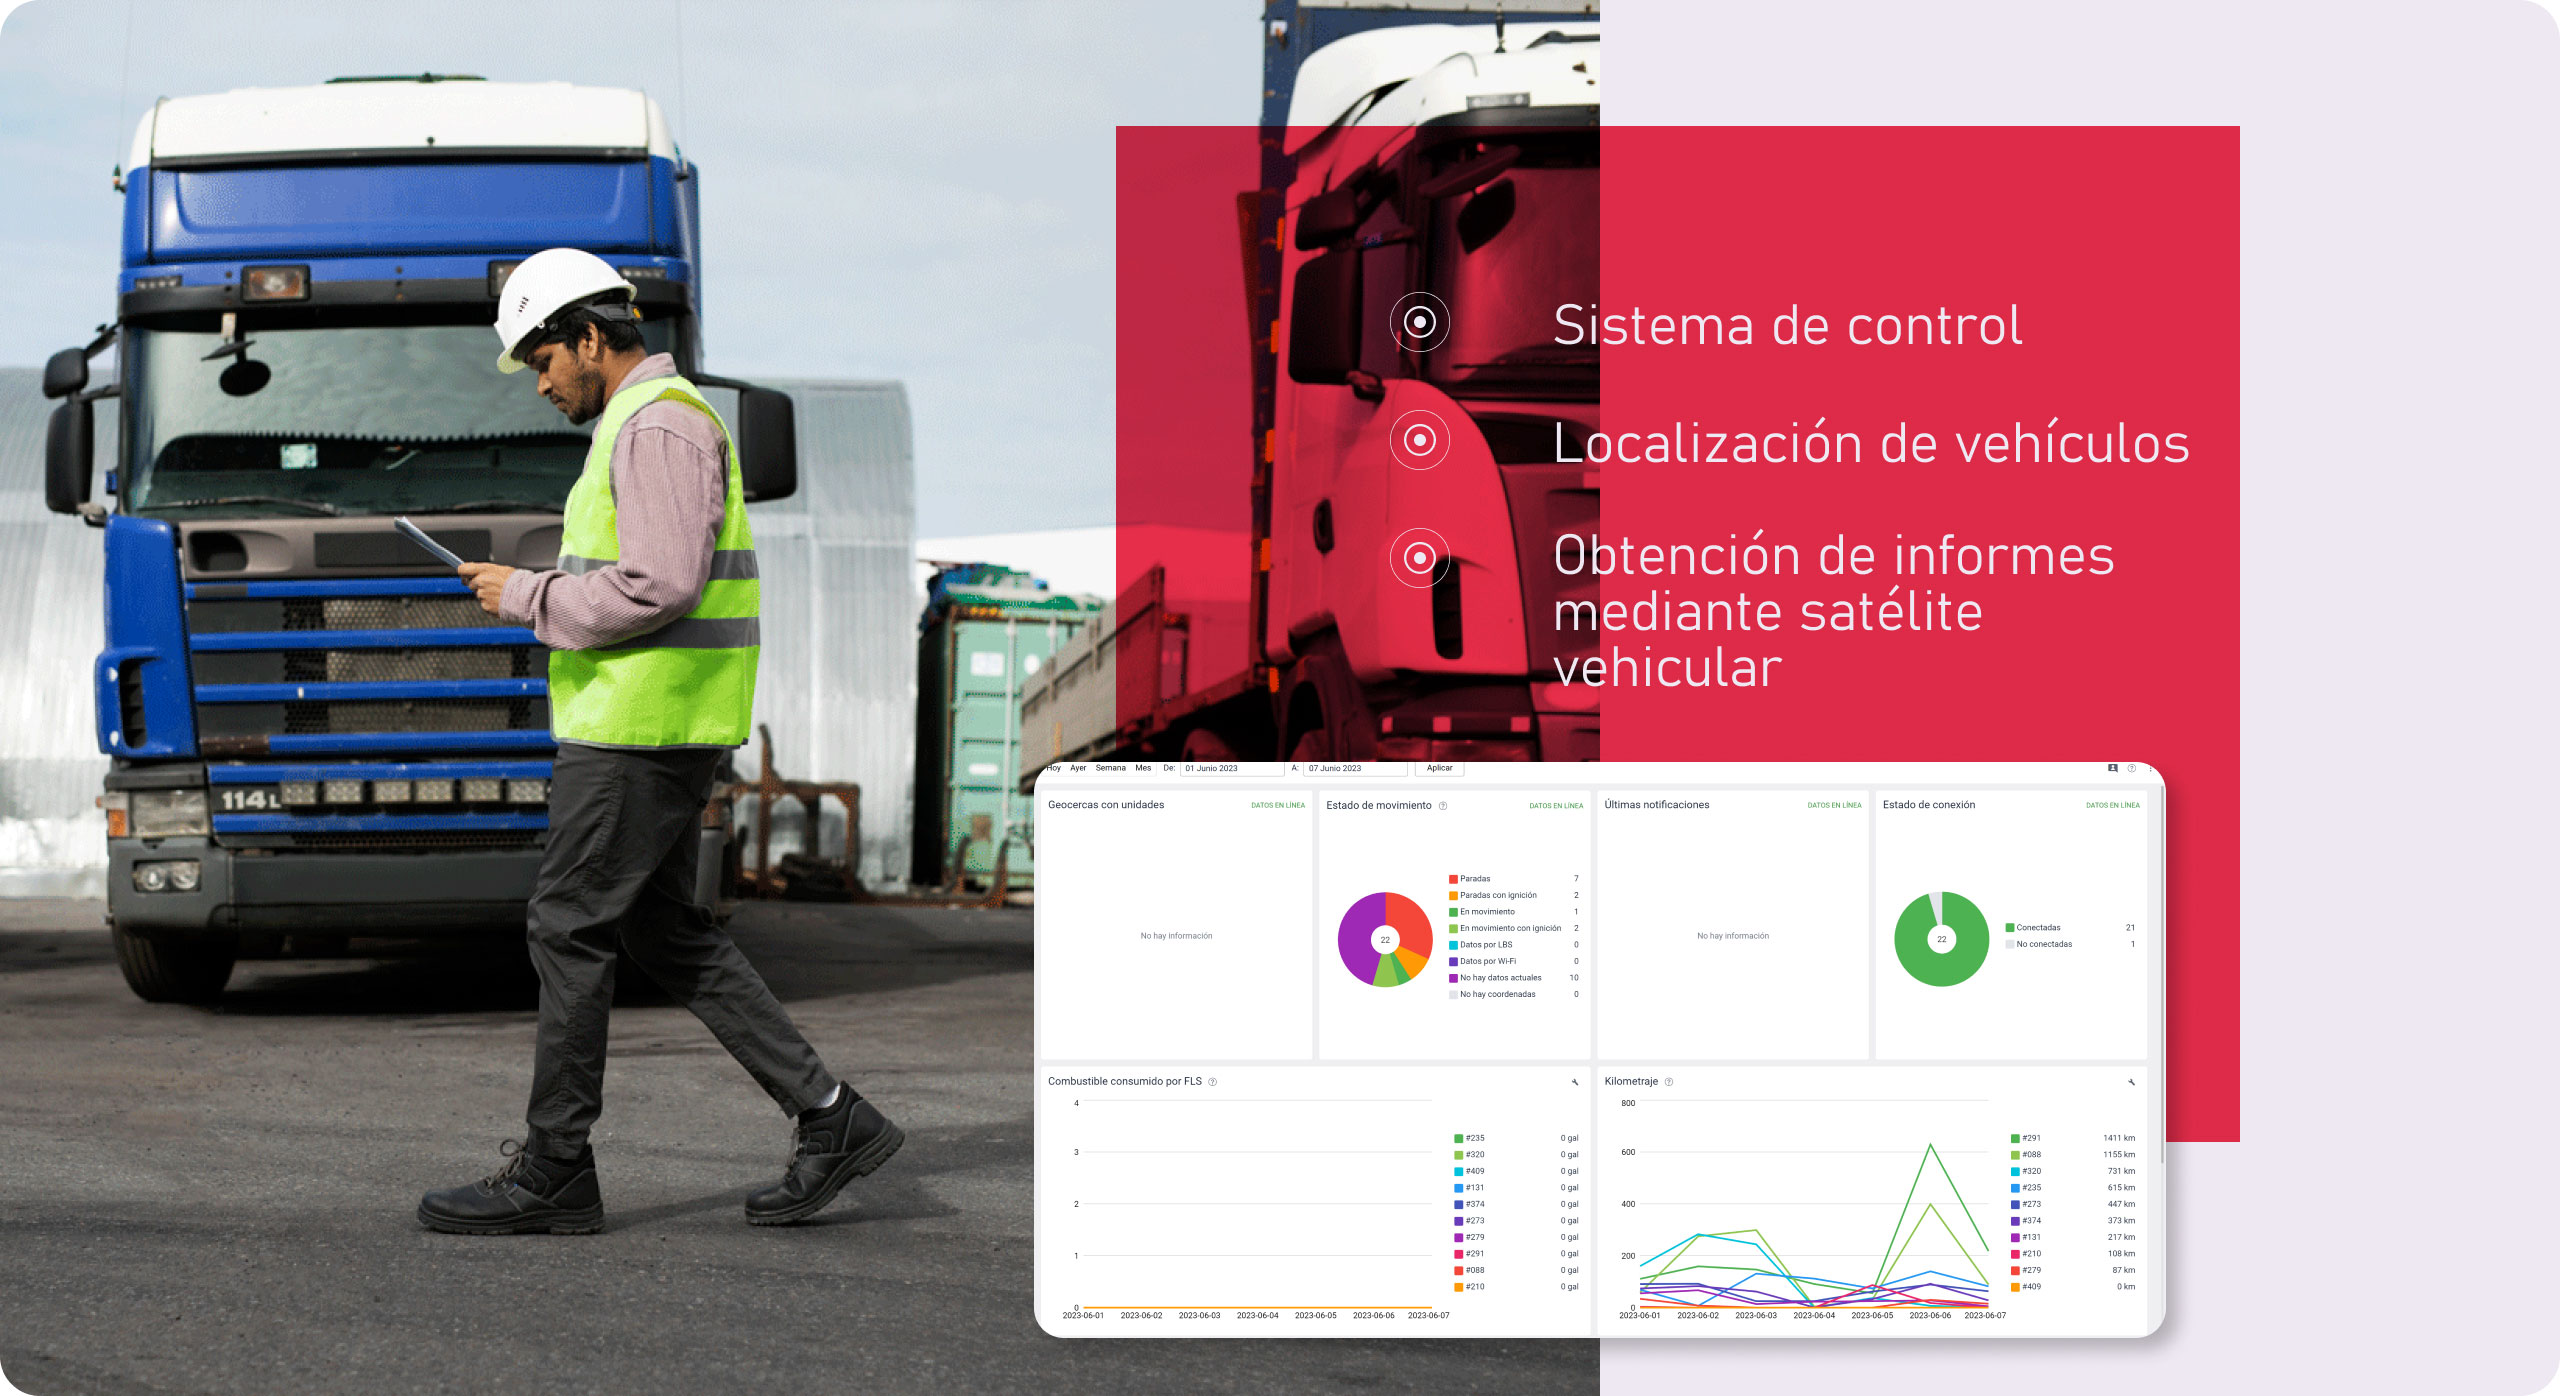 Sistema de control
Localización de vehículos
Obtención de informes
mediante satélite
vehicular
114L
Hoy Ayer Semana Mes De: 01 Junio 2023 A: 07 Junio 2023 Aplicar
Geocercas con unidades DATOS EN LÍNEA
No hay información
Estado de movimiento DATOS EN LÍNEA
22
Paradas 7
Paradas con ignición 2
En movimiento 1
En movimiento con ignición 2
Datos por LBS 0
Datos por Wi-Fi 0
No hay datos actuales 10
No hay coordenadas 0
Últimas notificaciones DATOS EN LÍNEA
No hay información
Estado de conexión DATOS EN LÍNEA
22
Conectadas 21
No conectadas 1
Combustible consumido por FLS
4
3
2
1
0
2023-06-01 2023-06-02 2023-06-03 2023-06-04 2023-06-05 2023-06-06 2023-06-07
#235 0 gal
#320 0 gal
#409 0 gal
#131 0 gal
#374 0 gal
#273 0 gal
#279 0 gal
#291 0 gal
#088 0 gal
#210 0 gal
Kilometraje
800
600
400
200
0
2023-06-01 2023-06-02 2023-06-03 2023-06-04 2023-06-05 2023-06-06 2023-06-07
#291 1411 km
#088 1155 km
#320 731 km
#235 615 km
#273 447 km
#374 373 km
#131 217 km
#210 108 km
#279 87 km
#409 0 km